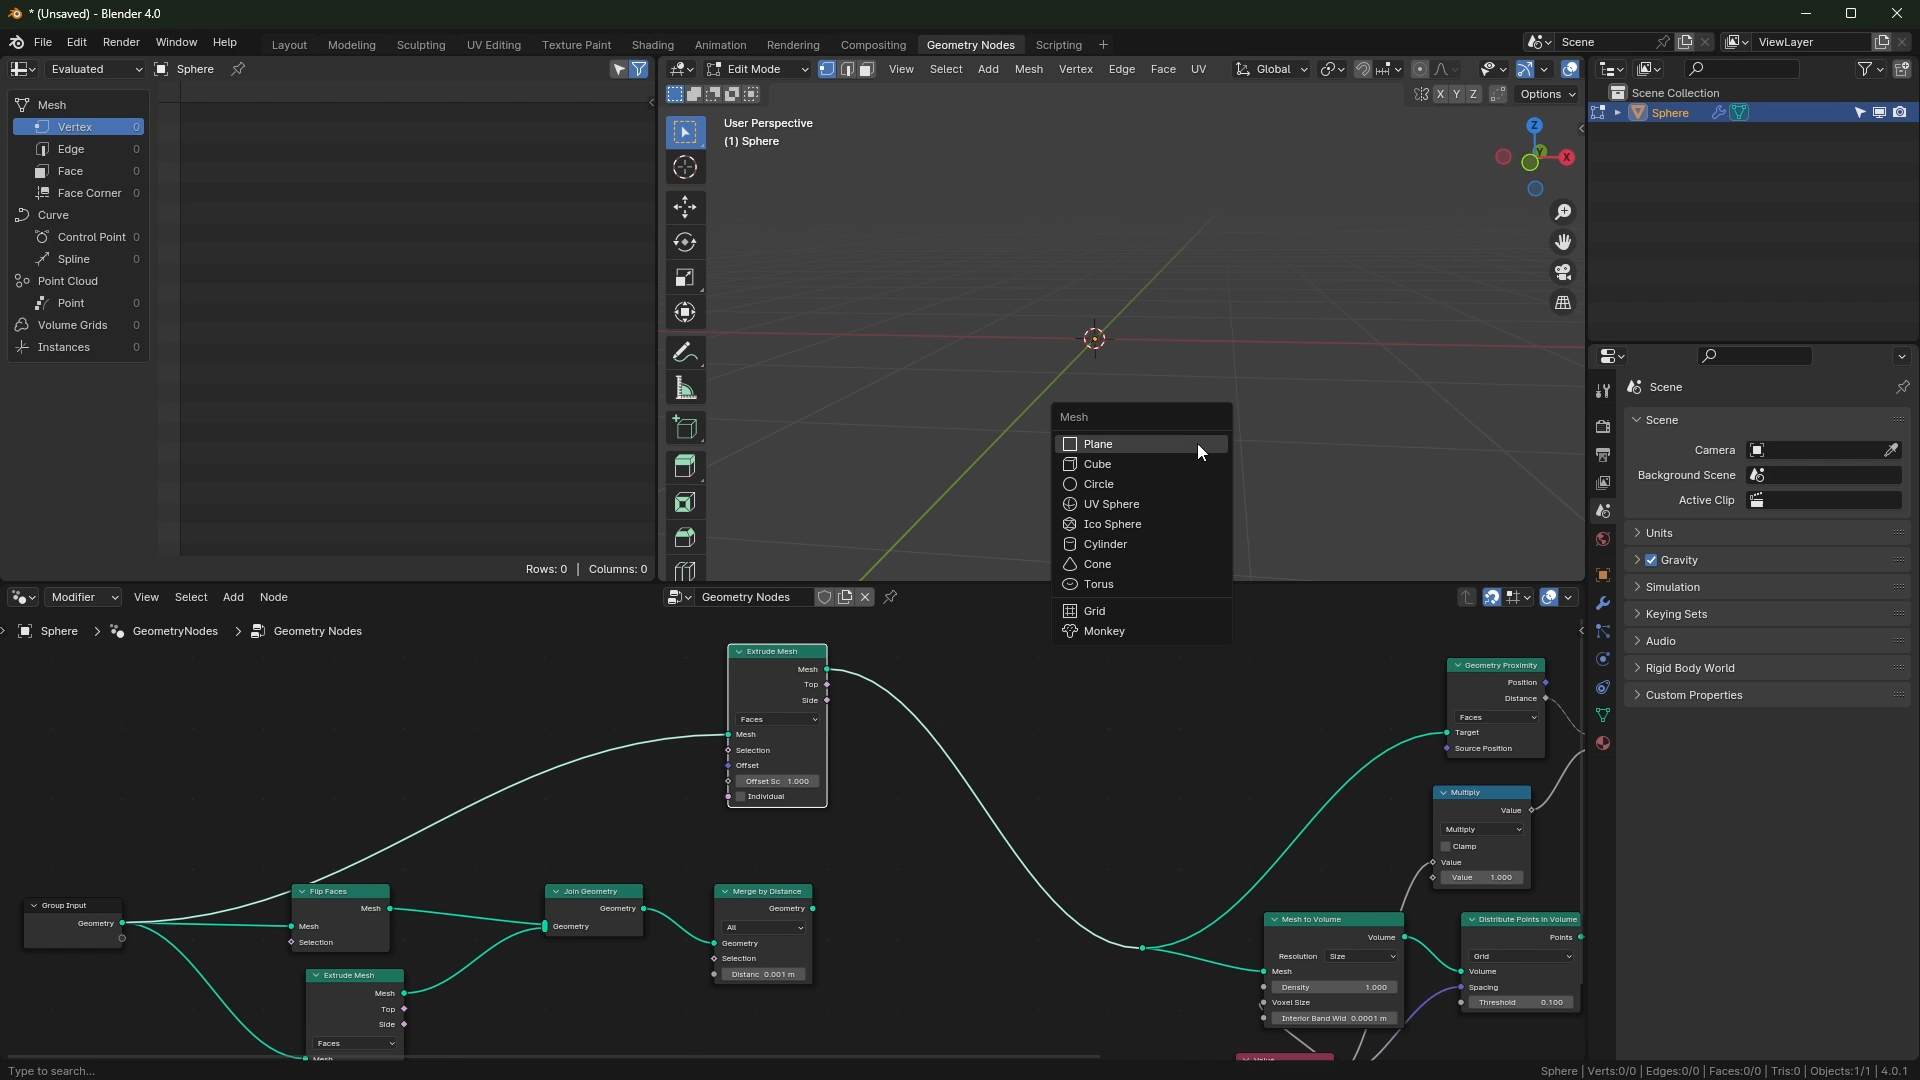 * (Unsaved) - Blender 4.0
File Edit Render Window Help Layout Modeling Sculpting UV Editing Texture Paint Shading Animation Rendering Compositing Geometry Nodes Scripting + Scene ViewLayer
Evaluated Sphere
Edit Mode View Select Add Mesh Vertex Edge Face UV Global
X Y Z Options
Mesh
Vertex 0
Edge 0
Face 0
Face Corner 0
Curve
Control Point 0
Spline 0
Point Cloud
Point 0
Volume Grids 0
Instances 0
Rows: 0 | Columns: 0
User Perspective
(1) Sphere
Z
Y
X
Mesh
Plane
Cube
Circle
UV Sphere
Ico Sphere
Cylinder
Cone
Torus
Grid
Monkey
Scene Collection
Sphere
Scene
Scene
Camera
Background Scene
Active Clip
Units
Gravity
Simulation
Keying Sets
Audio
Rigid Body World
Custom Properties
Modifier View Select Add Node Geometry Nodes
Sphere > GeometryNodes > Geometry Nodes
Extrude Mesh
Mesh
Top
Side
Faces
Mesh
Selection
Offset
Offset Sc 1.000
Individual
Group Input
Geometry
Flip Faces
Mesh
Mesh
Selection
Extrude Mesh
Mesh
Top
Side
Faces
Mesh
Join Geometry
Geometry
Geometry
Merge by Distance
Geometry
All
Geometry
Selection
Distanc 0.001 m
Geometry Proximity
Position
Distance
Faces
Target
Source Position
Multiply
Value
Multiply
Clamp
Value
Value 1.000
Mesh to Volume
Volume
Resolution Size
Mesh
Density 1.000
Voxel Size
Interior Band Wid 0.0001 m
Distribute Points in Volume
Points
Grid
Volume
Spacing
Threshold 0.100
Value
Type to search...
Sphere | Verts:0/0 | Edges:0/0 | Faces:0/0 | Tris:0 | Objects:1/1 | 4.0.1